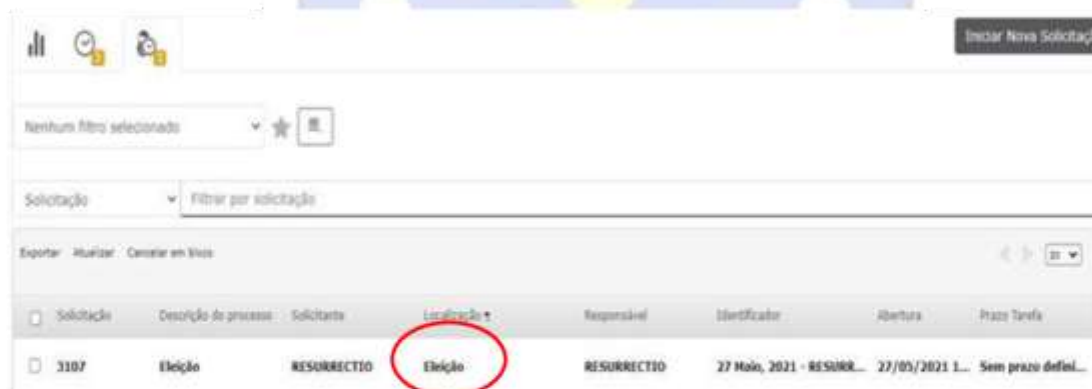 Iniciar Nova Solicitaçã
Nenhum filtro selecionado
Solicitação Filtrar por solicitação
Exportar Atualizar Cancelar em bloco
Solicitação Descrição do processo Solicitante Localização Responsável Identificador Abertura Prazo Tarefa
3107 Eleição RESURRECTIO Eleição RESURRECTIO 27 Maio, 2021 - RESURR... 27/05/2021 1... Sem prazo defini...